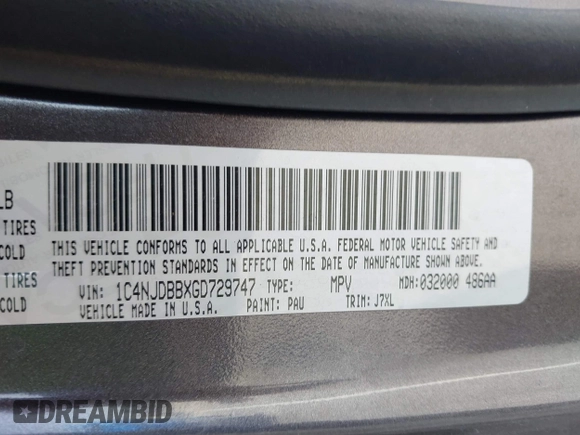 LB
TIRES
COLD
TIRES
COLD
THIS VEHICLE CONFORMS TO ALL APPLICABLE U.S.A. FEDERAL MOTOR VEHICLE SAFETY AND
THEFT PREVENTION STANDARDS IN EFFECT ON THE DATE OF MANUFACTURE SHOWN ABOVE.
VIN: 1C4NJDBBXGD729747 TYPE: MPV MDH:032000 486AA
VEHICLE MADE IN U.S.A. PAINT: PAU TRIM: J7XL
DREAMBID